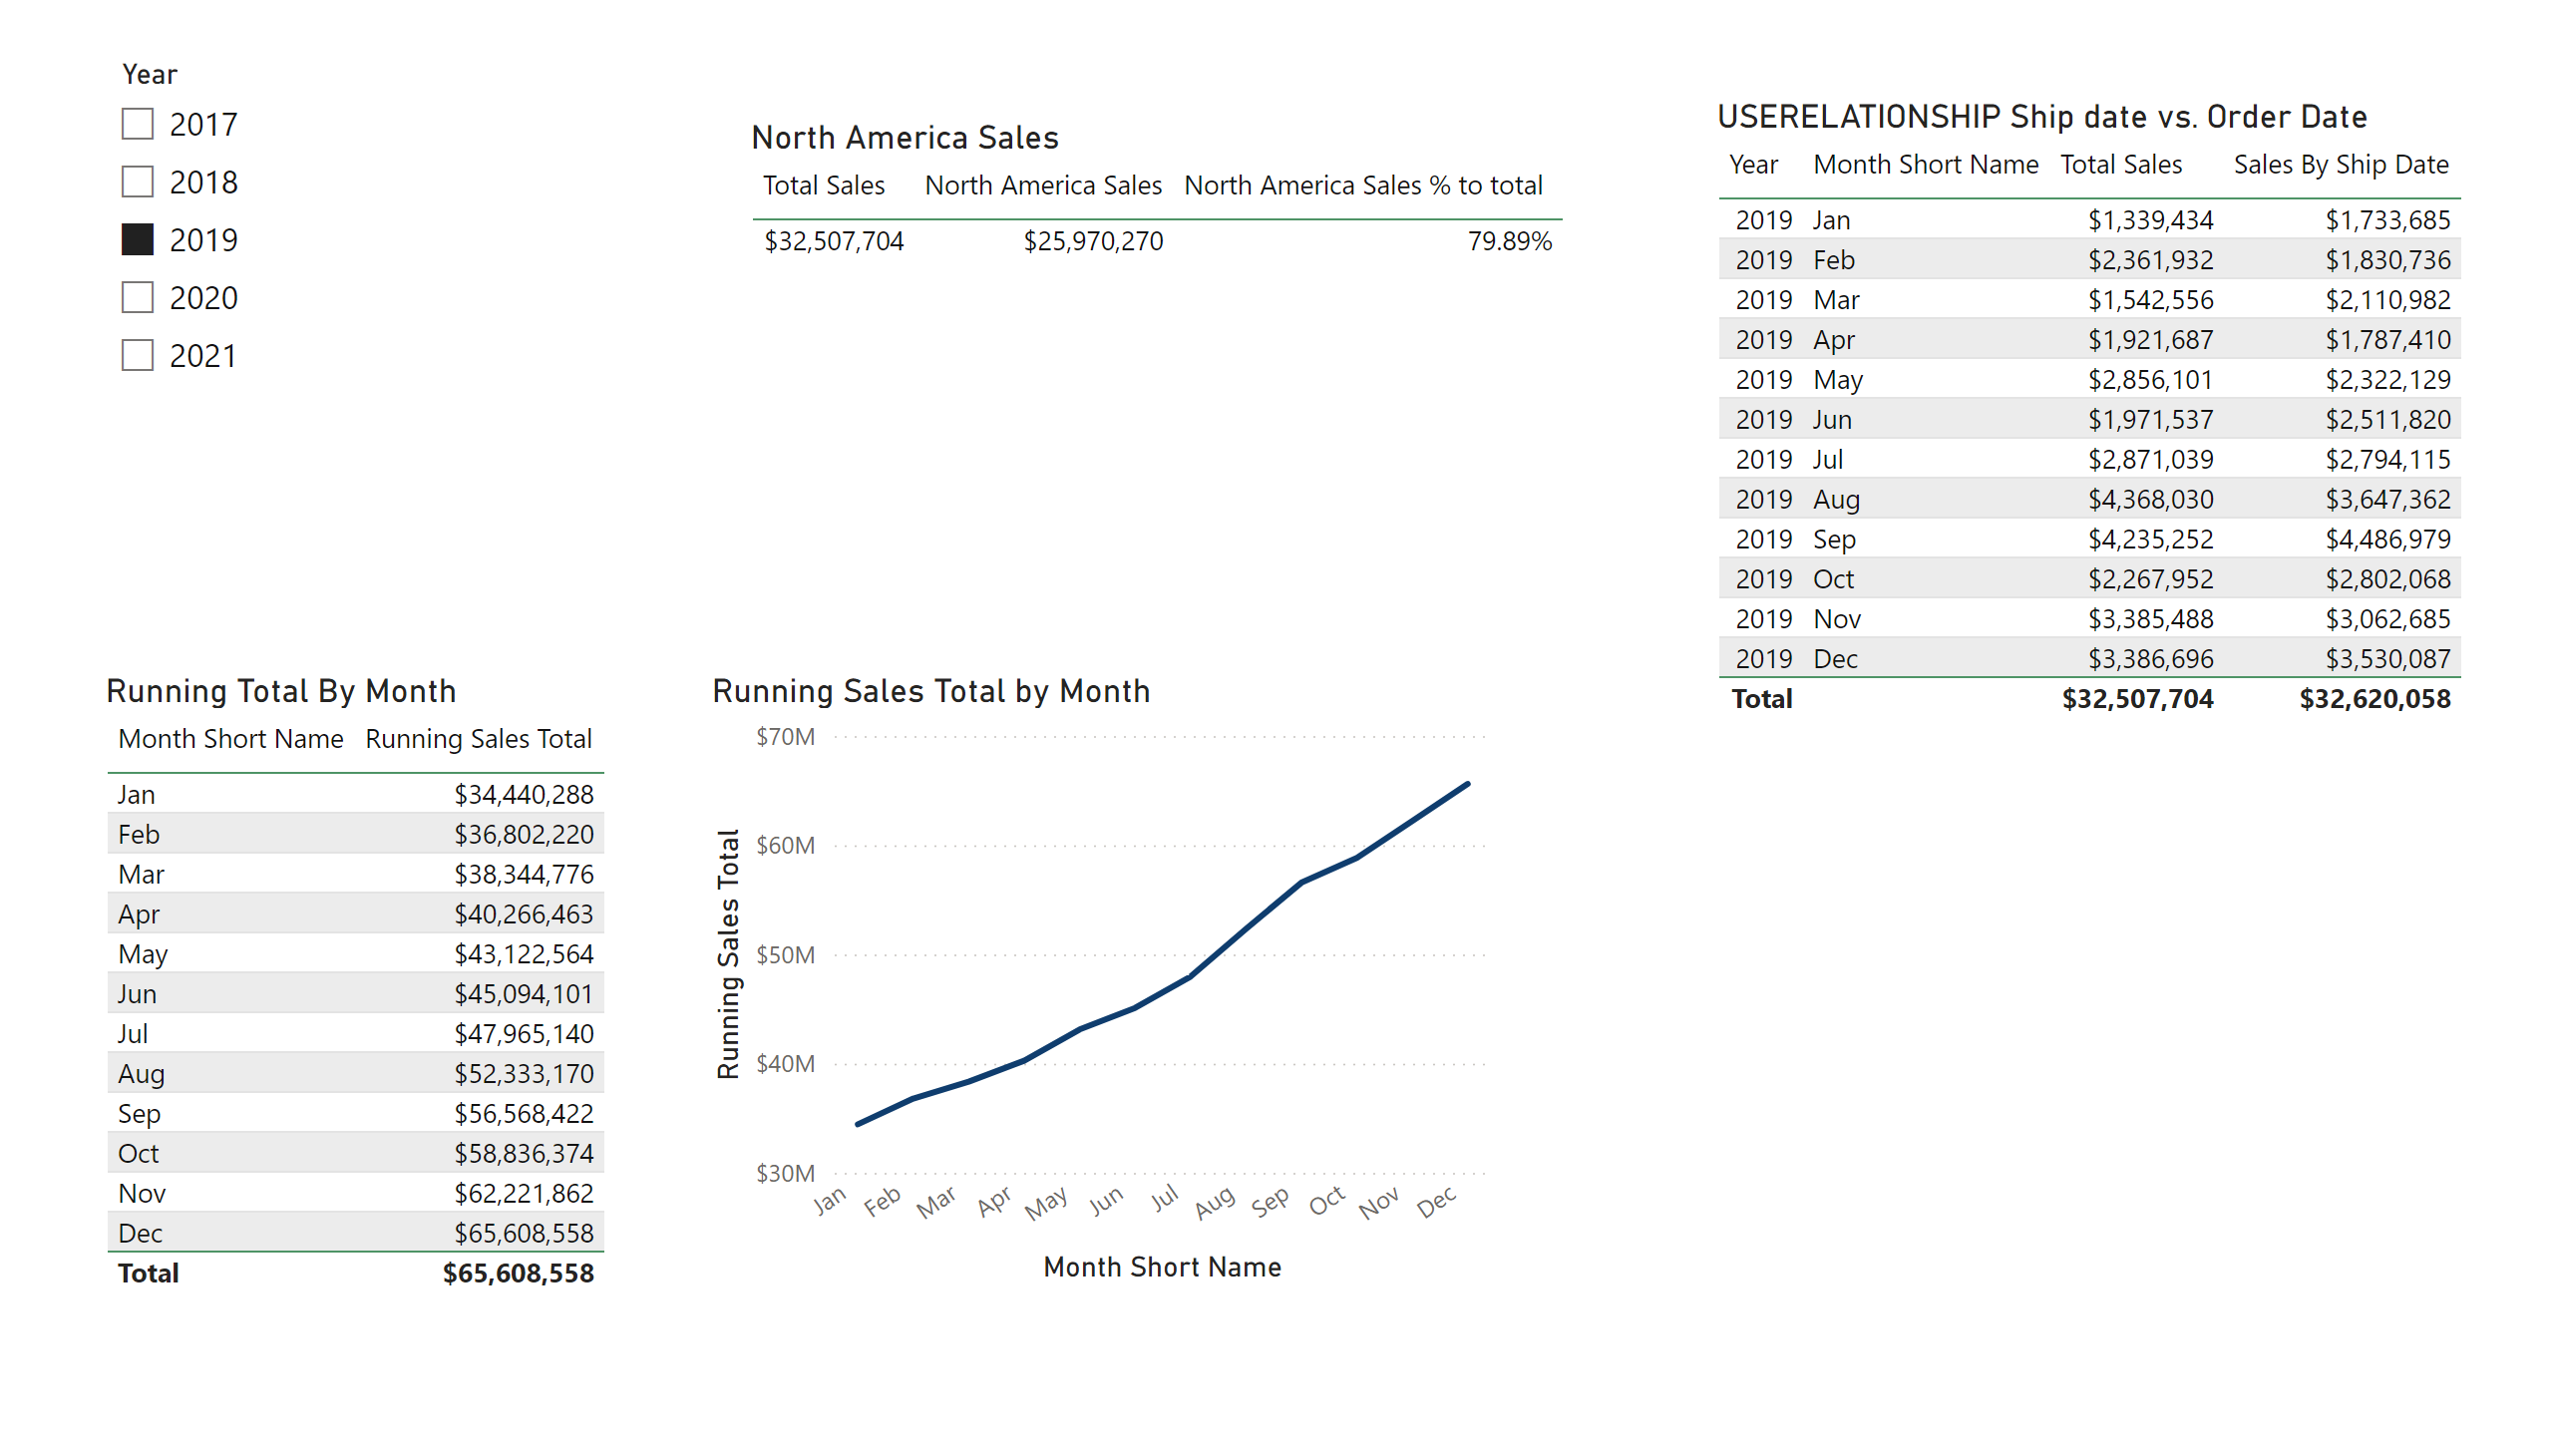 Year
2017
2018
2019
2020
2021
North America Sales
Total Sales North America Sales North America Sales % to total
$32,507,704 $25,970,270 79.89%
USERELATIONSHIP Ship date vs. Order Date
Year Month Short Name Total Sales Sales By Ship Date
2019 Jan $1,339,434 $1,733,685
2019 Feb $2,361,932 $1,830,736
2019 Mar $1,542,556 $2,110,982
2019 Apr $1,921,687 $1,787,410
2019 May $2,856,101 $2,322,129
2019 Jun $1,971,537 $2,511,820
2019 Jul $2,871,039 $2,794,115
2019 Aug $4,368,030 $3,647,362
2019 Sep $4,235,252 $4,486,979
2019 Oct $2,267,952 $2,802,068
2019 Nov $3,385,488 $3,062,685
2019 Dec $3,386,696 $3,530,087
Total $32,507,704 $32,620,058
Running Total By Month
Month Short Name Running Sales Total
Jan $34,440,288
Feb $36,802,220
Mar $38,344,776
Apr $40,266,463
May $43,122,564
Jun $45,094,101
Jul $47,965,140
Aug $52,333,170
Sep $56,568,422
Oct $58,836,374
Nov $62,221,862
Dec $65,608,558
Total $65,608,558
Running Sales Total by Month
Running Sales Total
$70M
$60M
$50M
$40M
$30M
Jan Feb Mar Apr May Jun Jul Aug Sep Oct Nov Dec
Month Short Name